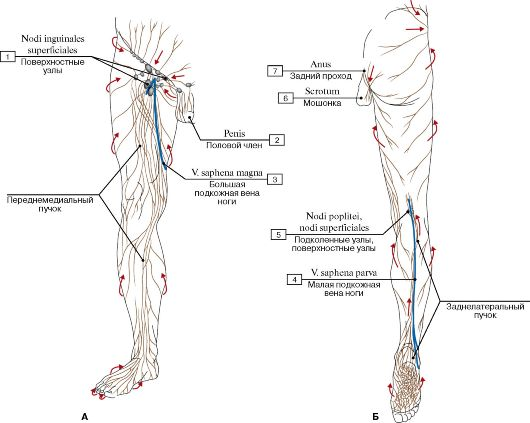 Nodi inguinales
superficiales
1
Поверхностные
узлы
Penis
2
Половой член
V. saphena magna
3
Большая
подкожная вена
ноги
Переднемедиальный
пучок
А
Anus
7
Задний проход
Scrotum
6
Мошонка
Nodi poplitei,
nodi superficiales
5
Подколенные узлы,
поверхностные узлы
V. saphena parva
4
Малая подкожная
вена ноги
Заднелатеральный
пучок
Б